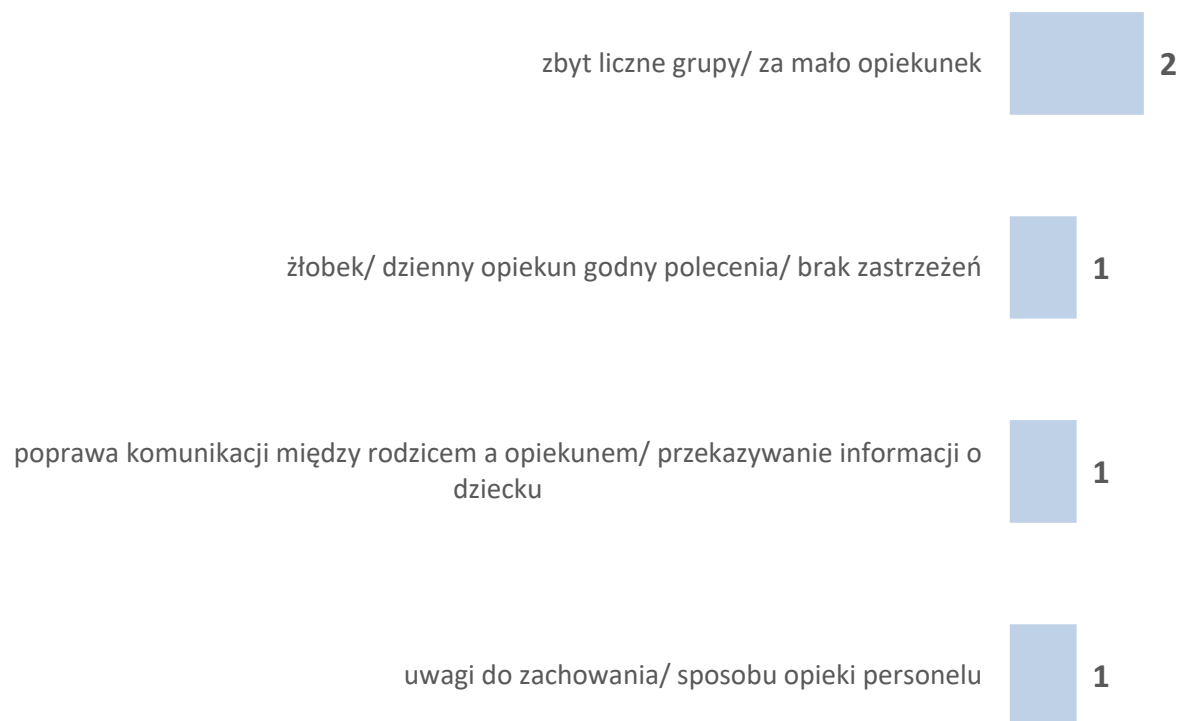 zbyt liczne grupy/ za mało opiekunek 2
żłobek/ dzienny opiekun godny polecenia/ brak zastrzeżeń 1
poprawa komunikacji między rodzicem a opiekunem/ przekazywanie informacji o
dziecku 1
uwagi do zachowania/ sposobu opieki personelu 1